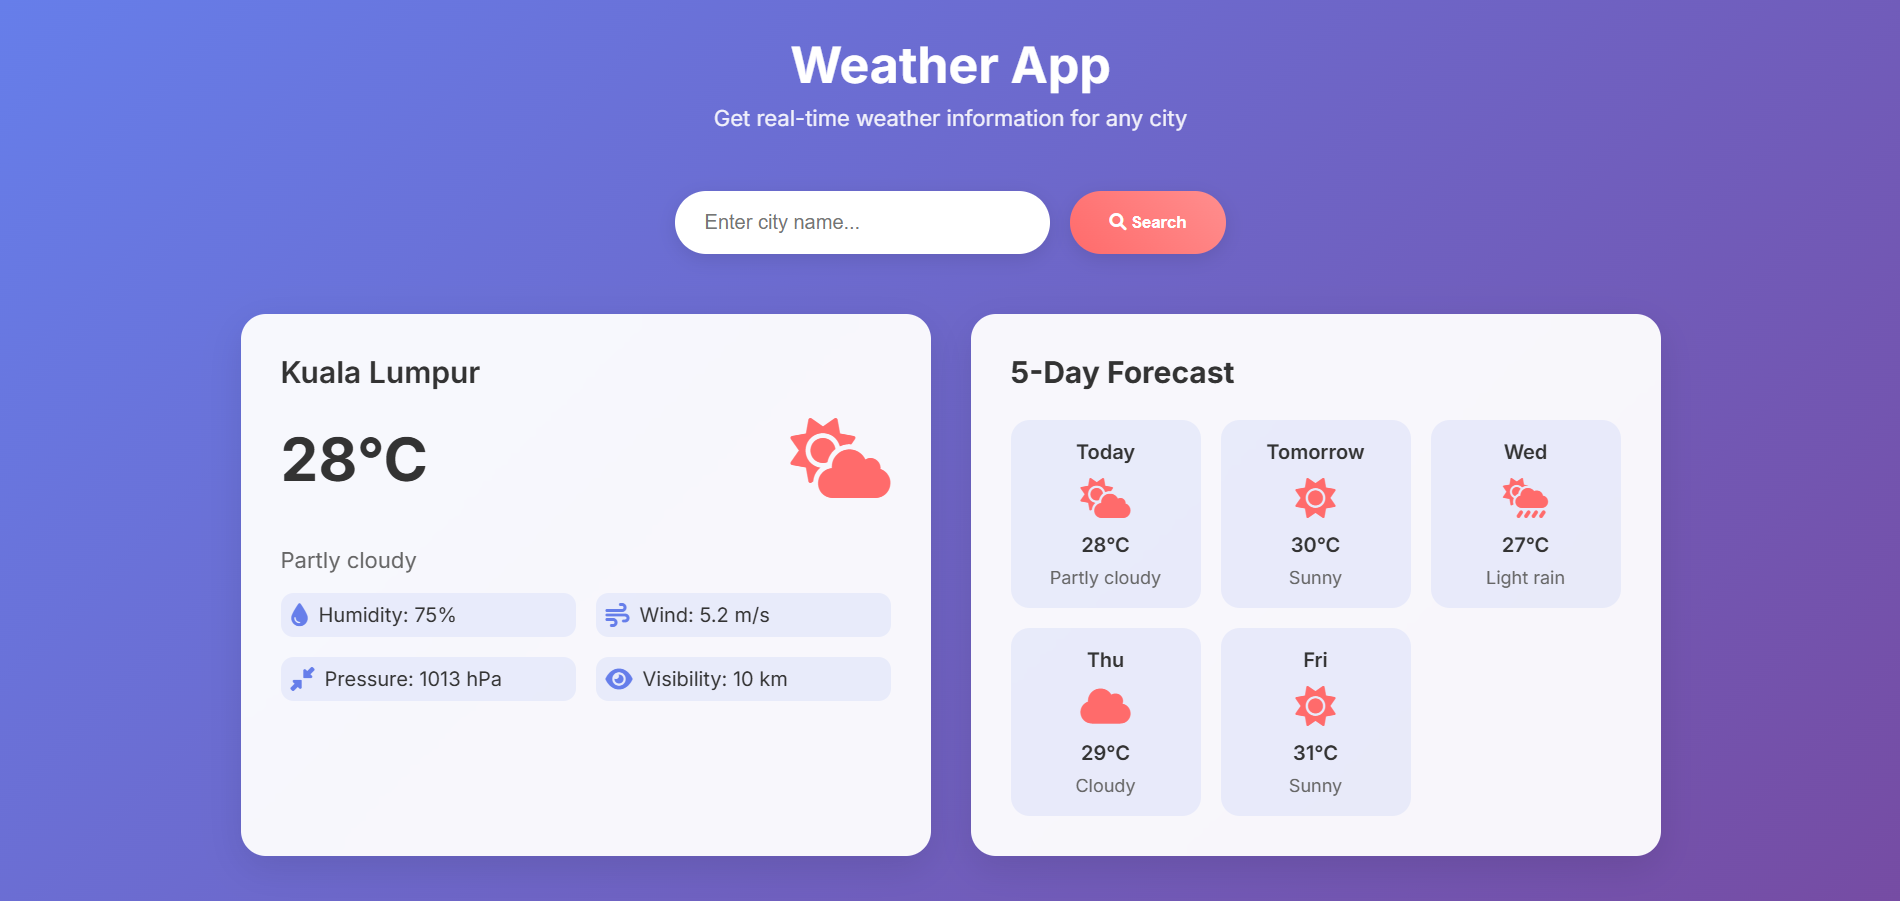 Weather App
Get real-time weather information for any city
Enter city name...
Search
Kuala Lumpur
28°C
Partly cloudy
Humidity: 75%
Wind: 5.2 m/s
Pressure: 1013 hPa
Visibility: 10 km
5-Day Forecast
Today
28°C
Partly cloudy
Tomorrow
30°C
Sunny
Wed
27°C
Light rain
Thu
29°C
Cloudy
Fri
31°C
Sunny